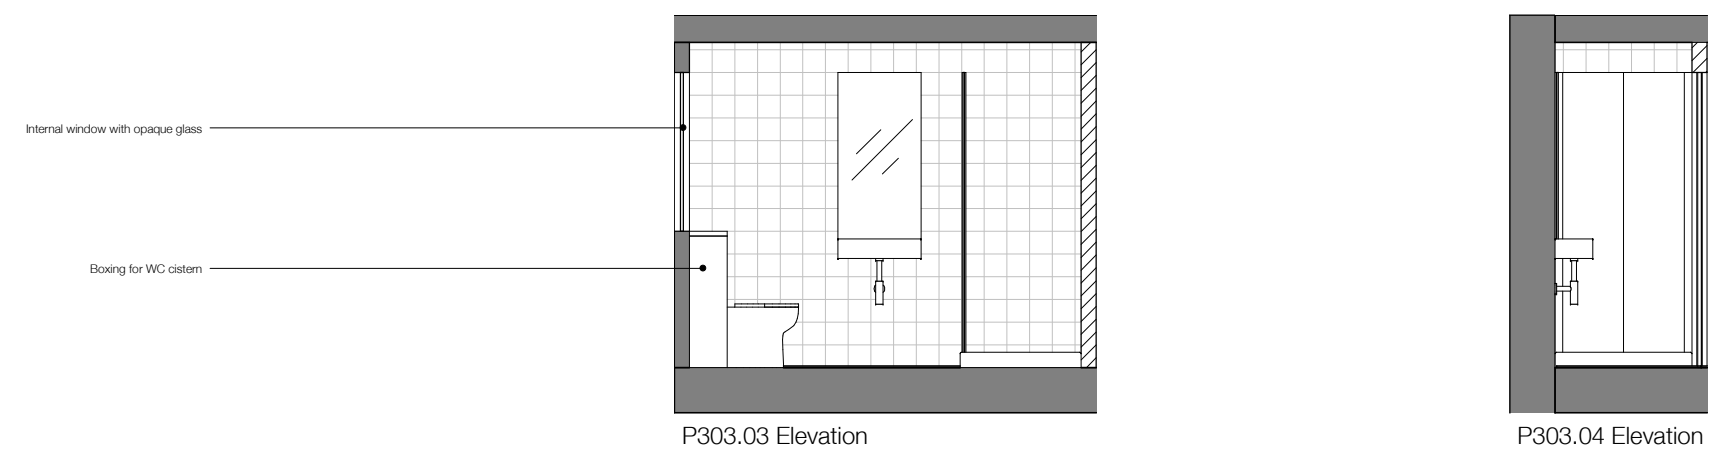 Internal window with opaque glass
Boxing for WC cistern
P303.03 Elevation
P303.04 Elevation